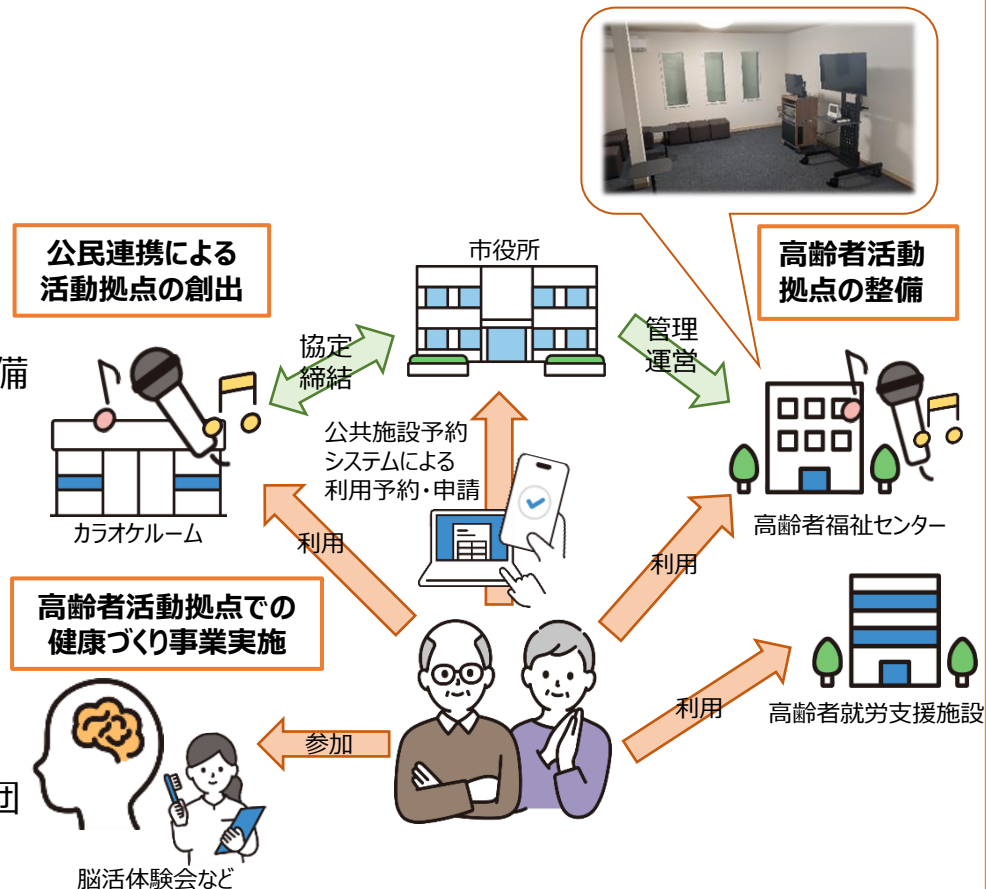 公民連携による
活動拠点の創出
市役所
高齢者活動
拠点の整備
備
協定
締結
管理
運営
公共施設予約
システムによる
利用予約・申請
カラオケルーム
利用
利用
高齢者福祉センター
高齢者活動拠点での
健康づくり事業実施
利用
高齢者就労支援施設
参加
団
脳活体験会など